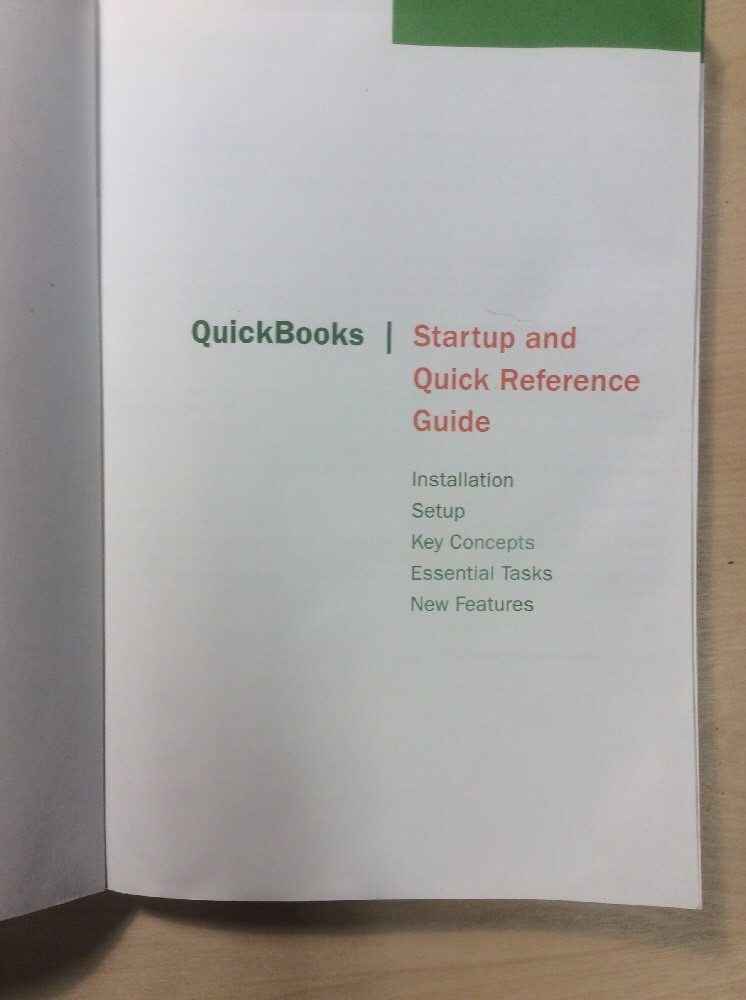 QuickBooks | Startup and
Quick Reference
Guide
Installation
Setup
Key Concepts
Essential Tasks
New Features